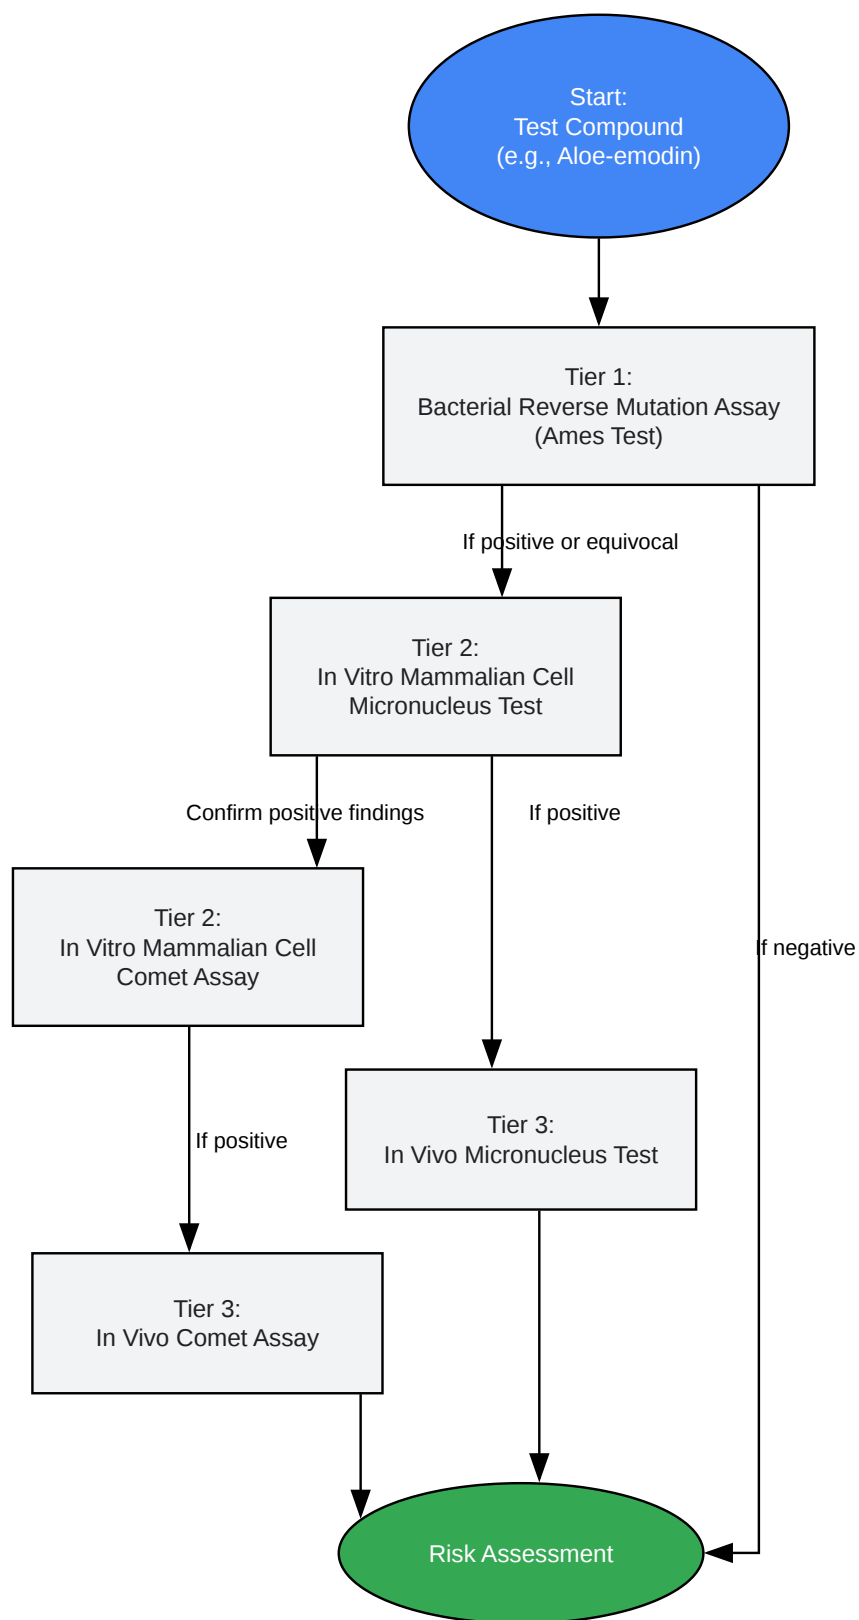 Start:
Test Compound
(e.g., Aloe-emodin)
Tier 1:
Bacterial Reverse Mutation Assay
(Ames Test)
If positive or equivocal
Tier 2:
In Vitro Mammalian Cell
Micronucleus Test
Confirm positive findings
If positive
Tier 2:
In Vitro Mammalian Cell
Comet Assay
If negative
Tier 3:
In Vivo Micronucleus Test
If positive
Tier 3:
In Vivo Comet Assay
Risk Assessment